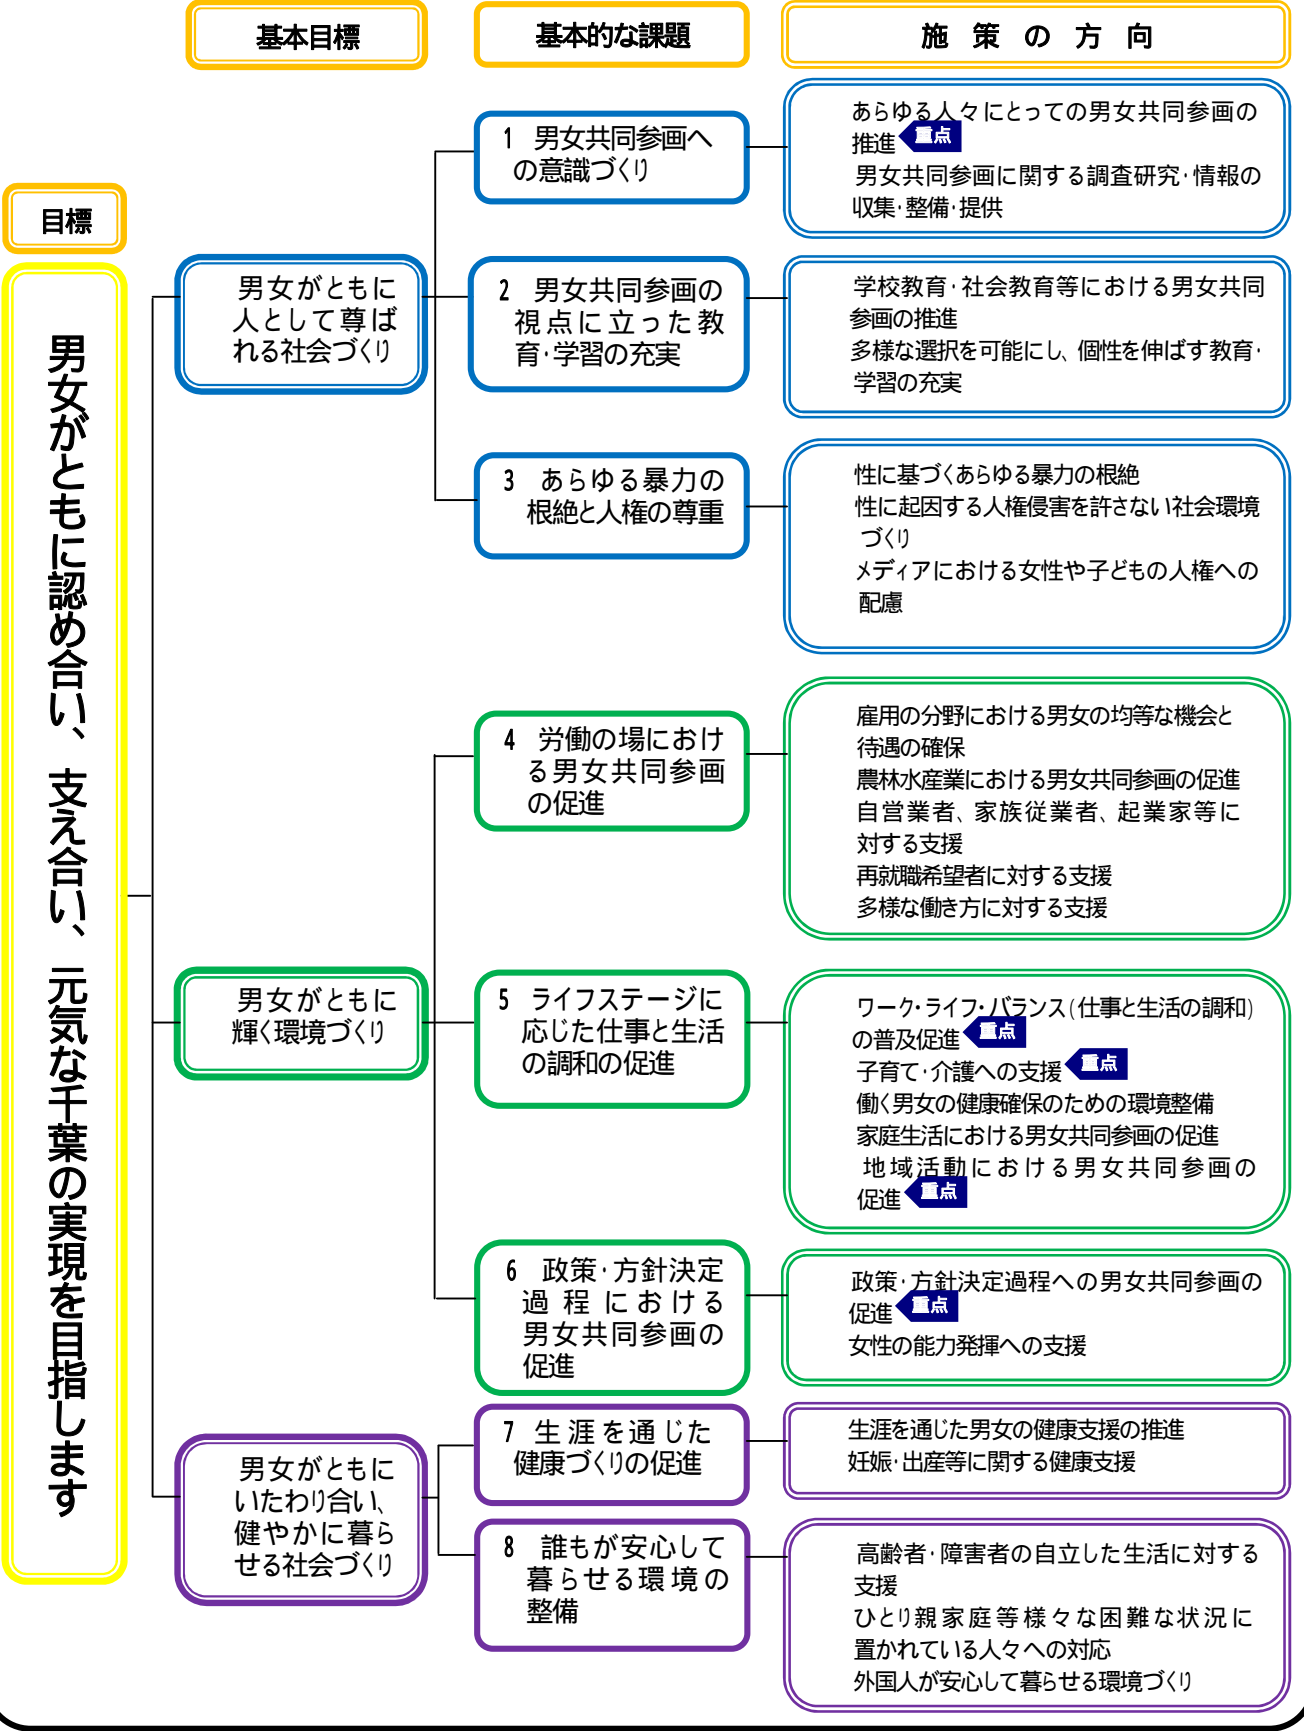 基本目標
基本的な課題
施策の方向
目標
男女がともに認め合い、支え合い、元気な千葉の実現を目指します
男女がともに
人として尊ば
れる社会づくり
1 男女共同参画へ
の意識づくり
あらゆる人々にとっての男女共同参画の
推進 重点
男女共同参画に関する調査研究・情報の
収集・整備・提供
2 男女共同参画の
視点に立った教
育・学習の充実
学校教育・社会教育等における男女共同
参画の推進
多様な選択を可能にし、個性を伸ばす教育・
学習の充実
3 あらゆる暴力の
根絶と人権の尊重
性に基づくあらゆる暴力の根絶
性に起因する人権侵害を許さない社会環境
づくり
メディアにおける女性や子どもの人権への
配慮
男女がともに
輝く環境づくり
4 労働の場におけ
る男女共同参画
の促進
雇用の分野における男女の均等な機会と
待遇の確保
農林水産業における男女共同参画の促進
自営業者、家族従業者、起業家等に
対する支援
再就職希望者に対する支援
多様な働き方に対する支援
5 ライフステージに
応じた仕事と生活
の調和の促進
ワーク・ライフ・バランス(仕事と生活の調和)
の普及促進 重点
子育て・介護への支援 重点
働く男女の健康確保のための環境整備
家庭生活における男女共同参画の促進
地域活動における男女共同参画の
促進 重点
6 政策・方針決定
過程における
男女共同参画の
促進
政策・方針決定過程への男女共同参画の
促進 重点
女性の能力発揮への支援
男女がともに
いたわり合い、
健やかに暮ら
せる社会づくり
7 生涯を通じた
健康づくりの促進
生涯を通じた男女の健康支援の推進
妊娠・出産等に関する健康支援
8 誰もが安心して
暮らせる環境の
整備
高齢者・障害者の自立した生活に対する
支援
ひとり親家庭等様々な困難な状況に
置かれている人々への対応
外国人が安心して暮らせる環境づくり